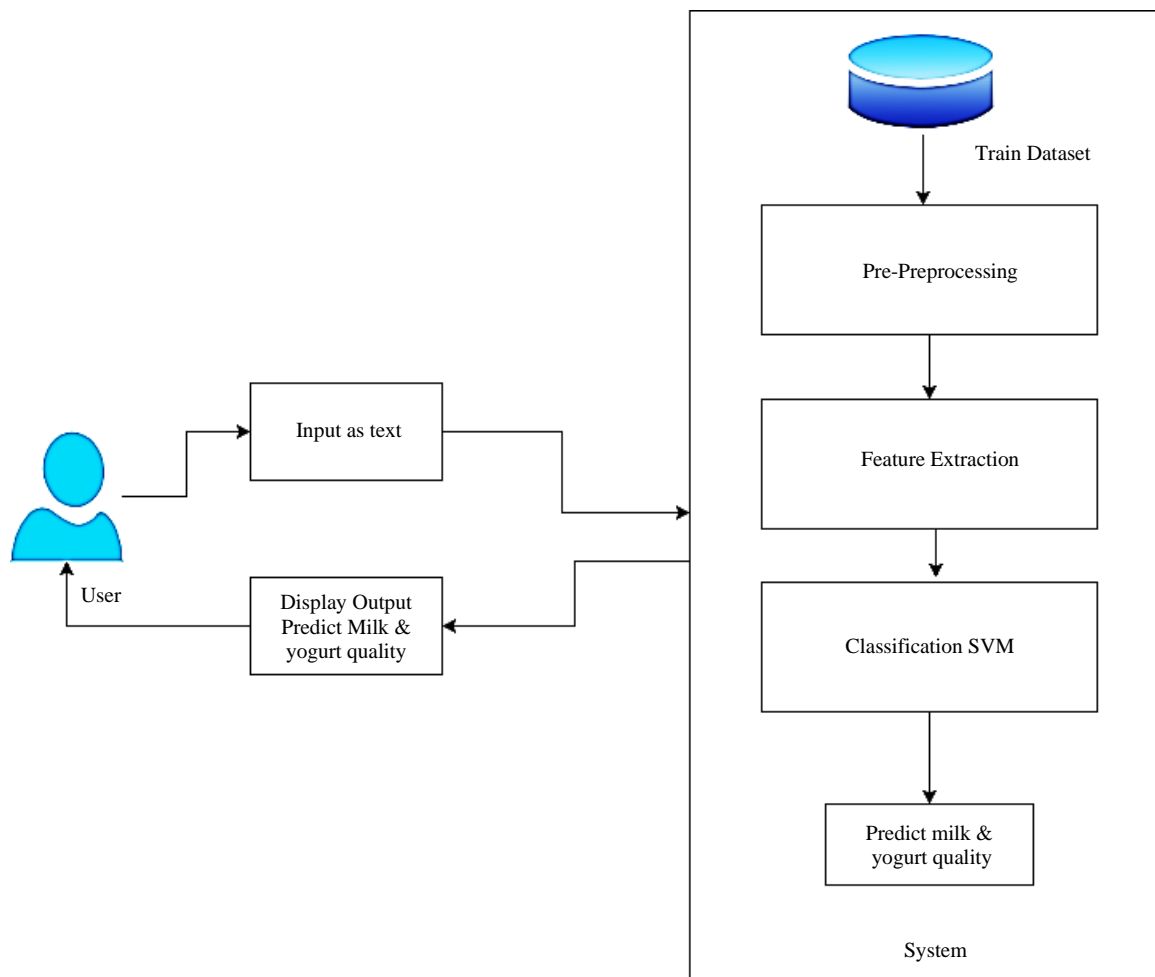 Train Dataset
Pre-Preprocessing
Input as text
Feature Extraction
User
Display Output
Predict Milk &
yogurt quality
Classification SVM
Predict milk &
yogurt quality
System